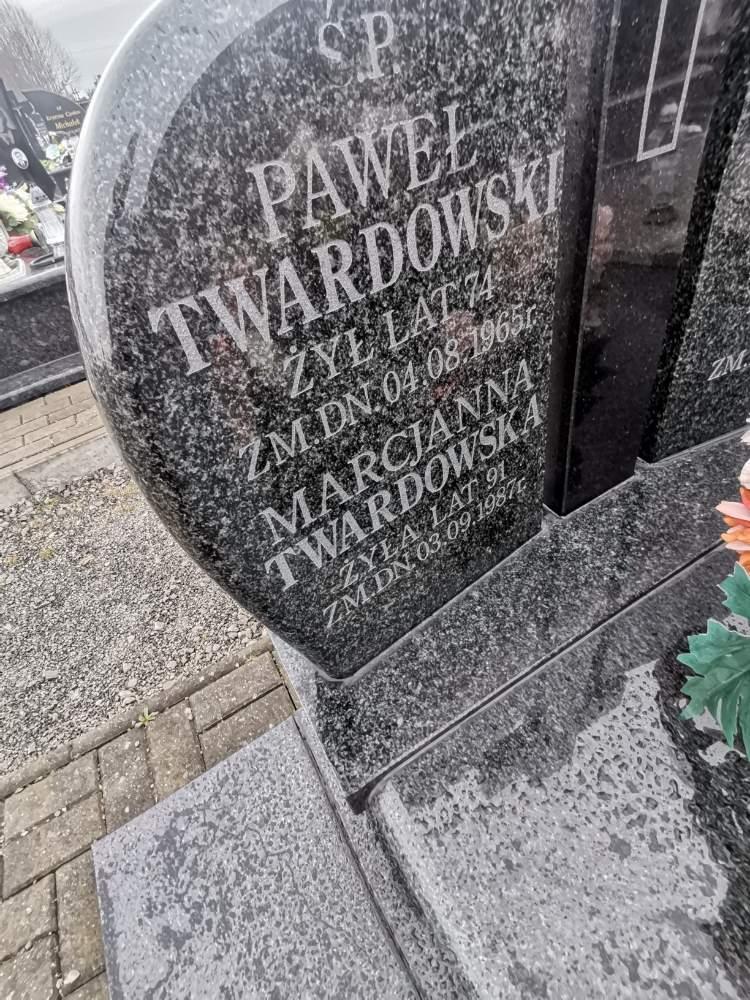 Ś.P.
PAWEŁ
TWARDOWSKI
ŻYŁ LAT 74
ZM.DN.04.08.1965r.
MARCJANNA
TWARDOWSKA
ŻYŁA LAT 91
ZM.DN.03.09.1987r.
ZM.